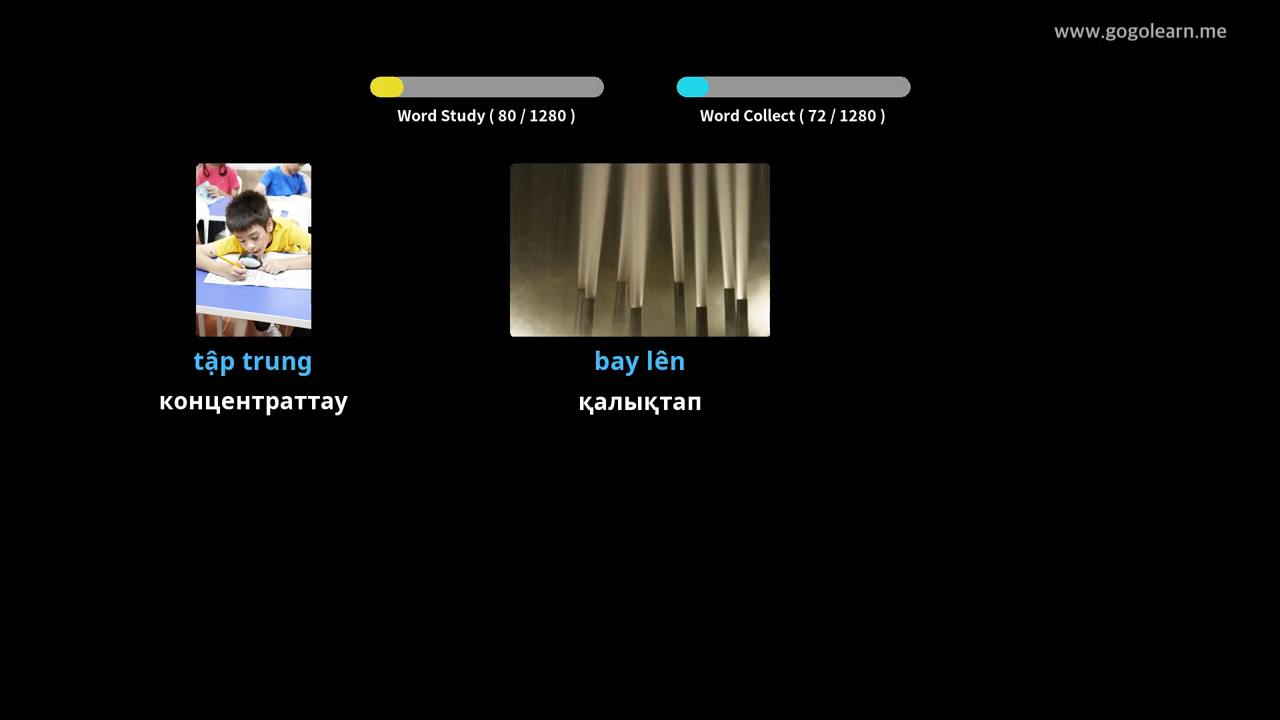 www.gogolearn.me
Word Study ( 80 / 1280 )
Word Collect ( 72 / 1280 )
tập trung
концентраттау
bay lên
қалықтап